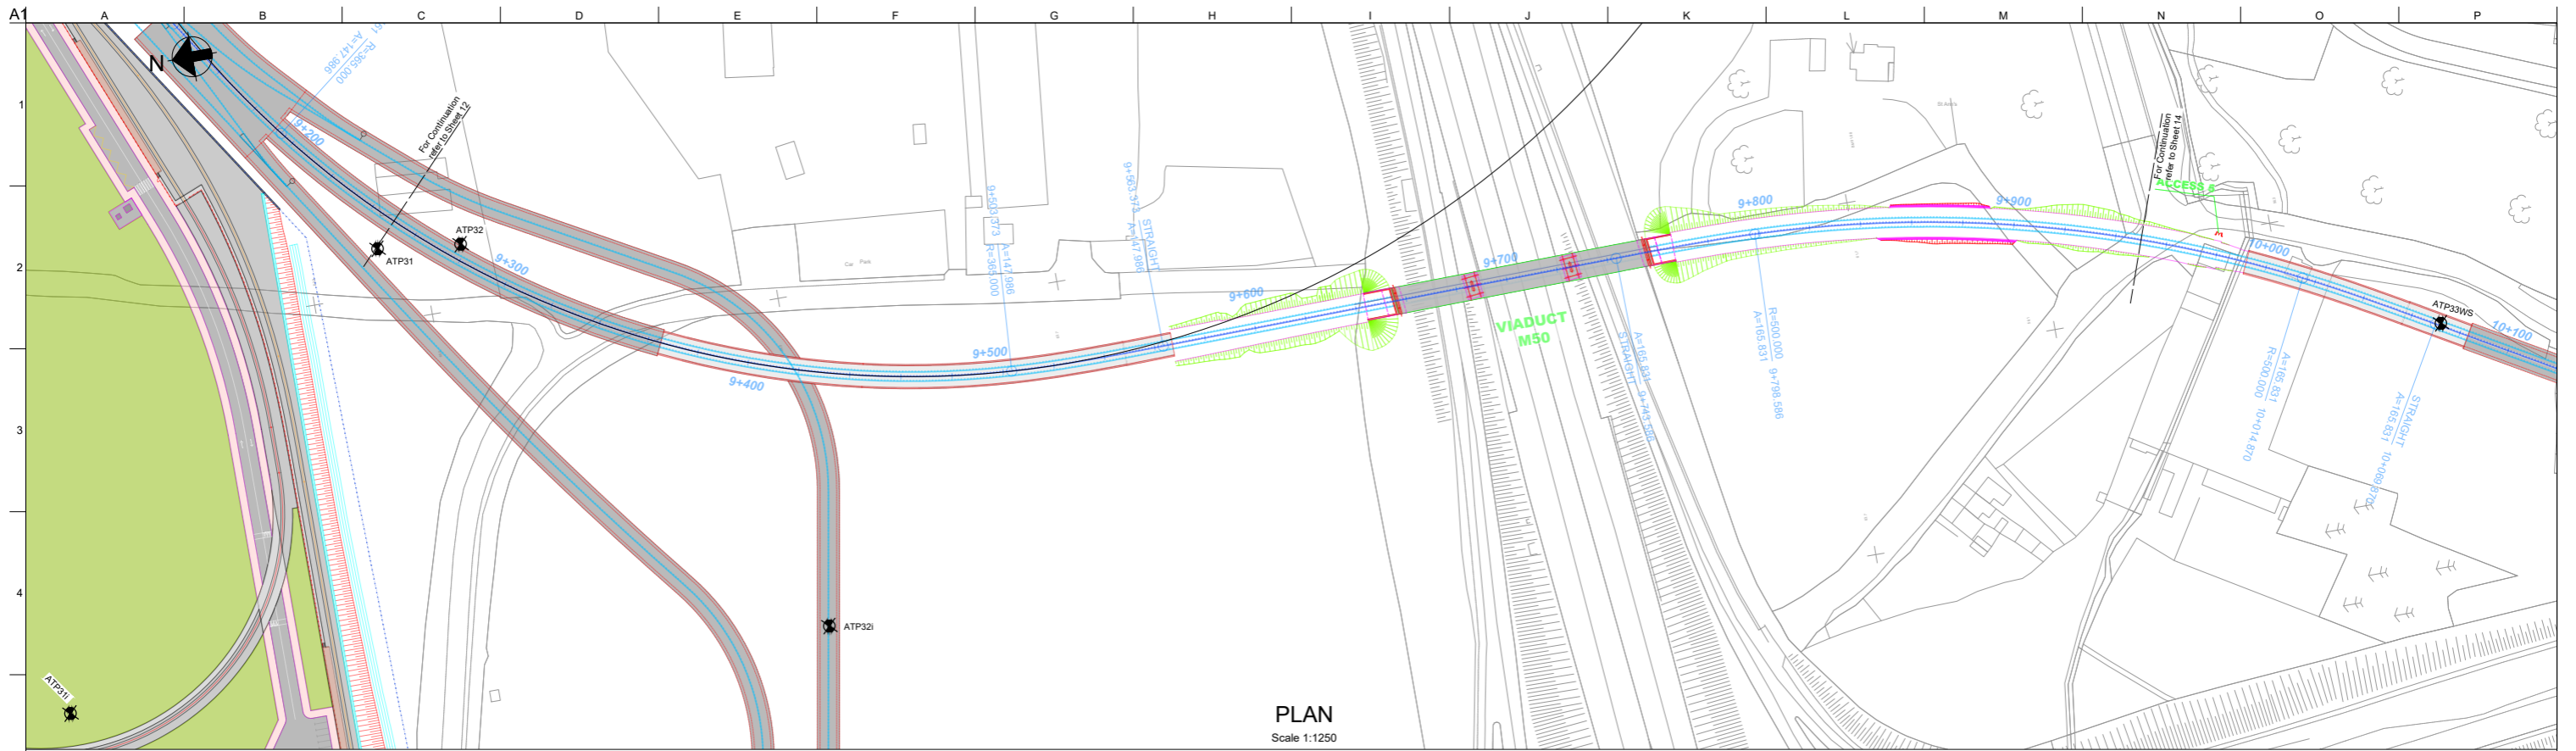 A1
A B C D E F G H I J K L M N O P
1
2
3
4
N
R=365.000
A=147.986
For Continuation
refer to Sheet 12
9+200
ATP31
ATP32
9+300
9+400
9+500
9+503.373 A=147.986
R=365.000
9+563.373 STRAIGHT
A=147.986
9+600
Car Park
9+700
VIADUCT
M50
STRAIGHT
A=165.831 9+743.586
9+800
R=500.000 9+798.586
A=165.831
9+900
St Ann's
For Continuation
refer to Sheet 14
ACCESS 4
10+000
A=165.831
R=500.000 10+014.870
STRAIGHT
A=165.831 10+069.870
ATP33WS
10+100
ATP32i
ATP31i
PLAN
Scale 1:1250